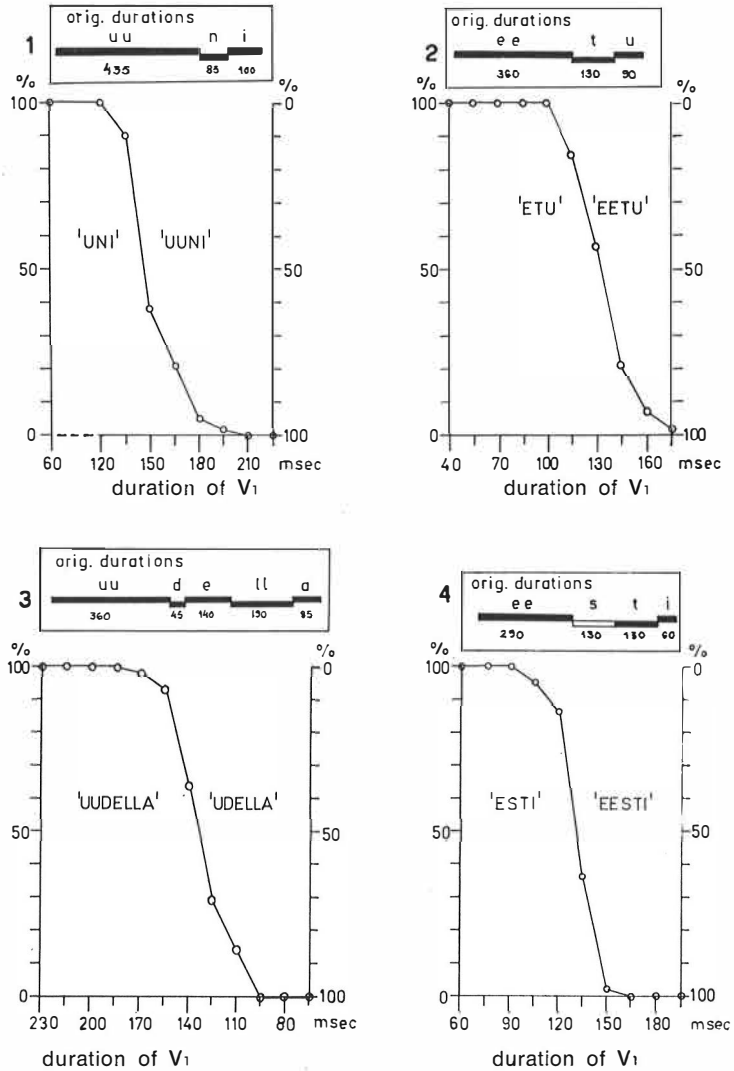 1
orig. durations
uu n i
435 85 100
% %
100 0
'UNI' 'UUNI'
50 50
0 100
60 120 150 180 210 msec
duration of V1
2
orig. durations
ee t u
360 130 90
% %
100 0
'ETU' 'EETU'
50 50
0 100
40 70 100 130 160 msec
duration of V1
3
orig. durations
uu d e ll a
360 45 140 190 85
% %
100 0
'UUDELLA' 'UDELLA'
50 50
0 100
230 200 170 140 110 80 msec
duration of V1
4
orig. durations
ee s t i
290 130 130 60
% %
100 0
'ESTI' 'EESTI'
50 50
0 100
60 90 120 150 180 msec
duration of V1